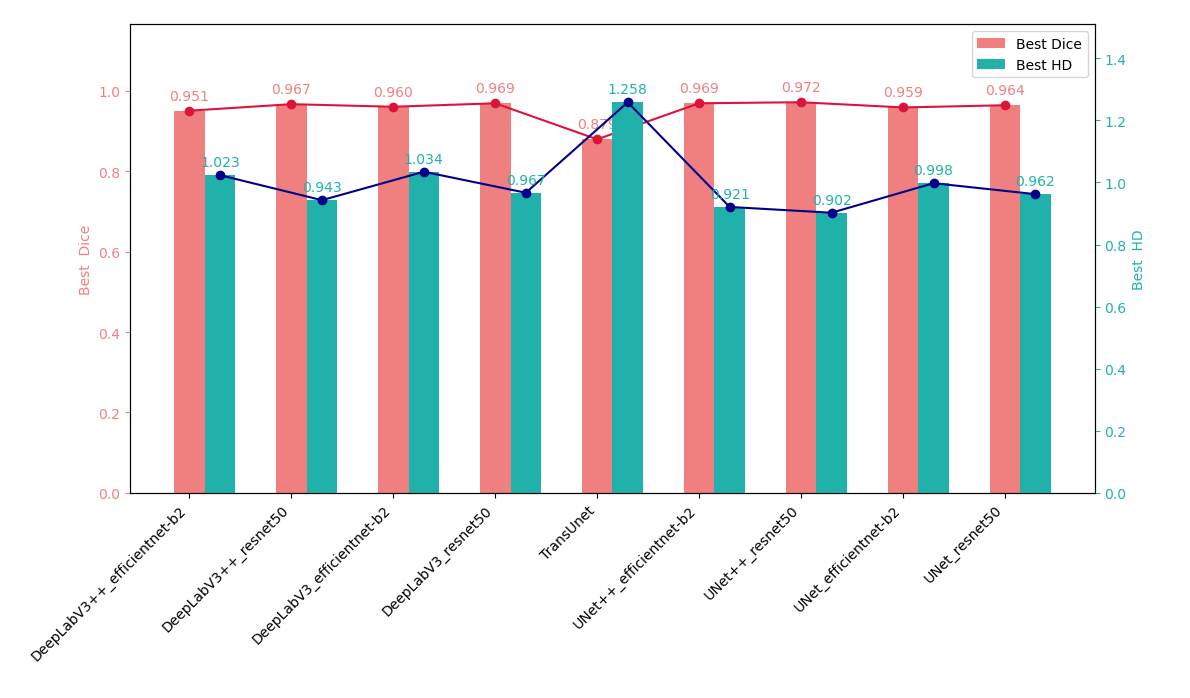 Best Dice
Best HD
1.0
0.8
0.6
0.4
0.2
0.0
Best Dice
1.4
1.2
1.0
0.8
0.6
0.4
0.2
0.0
Best HD
0.951
0.967
0.960
0.969
0.879
0.969
0.972
0.959
0.964
1.023
0.943
1.034
0.967
1.258
0.921
0.902
0.998
0.962
DeepLabV3++_efficientnet-b2
DeepLabV3++_resnet50
DeepLabV3_efficientnet-b2
DeepLabV3_resnet50
TransUnet
UNet++_efficientnet-b2
UNet++_resnet50
UNet_efficientnet-b2
UNet_resnet50